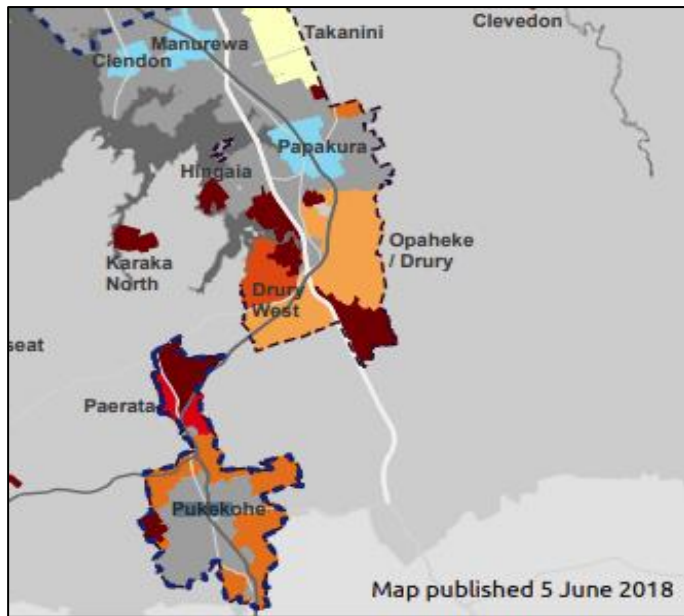 Takanini
Clevedon
Manurewa
Clendon
Papakura
Hingaia
Karaka
North
Opaheke
/ Drury
Drury
West
seat
Paerata
Pukekohe
Map published 5 June 2018